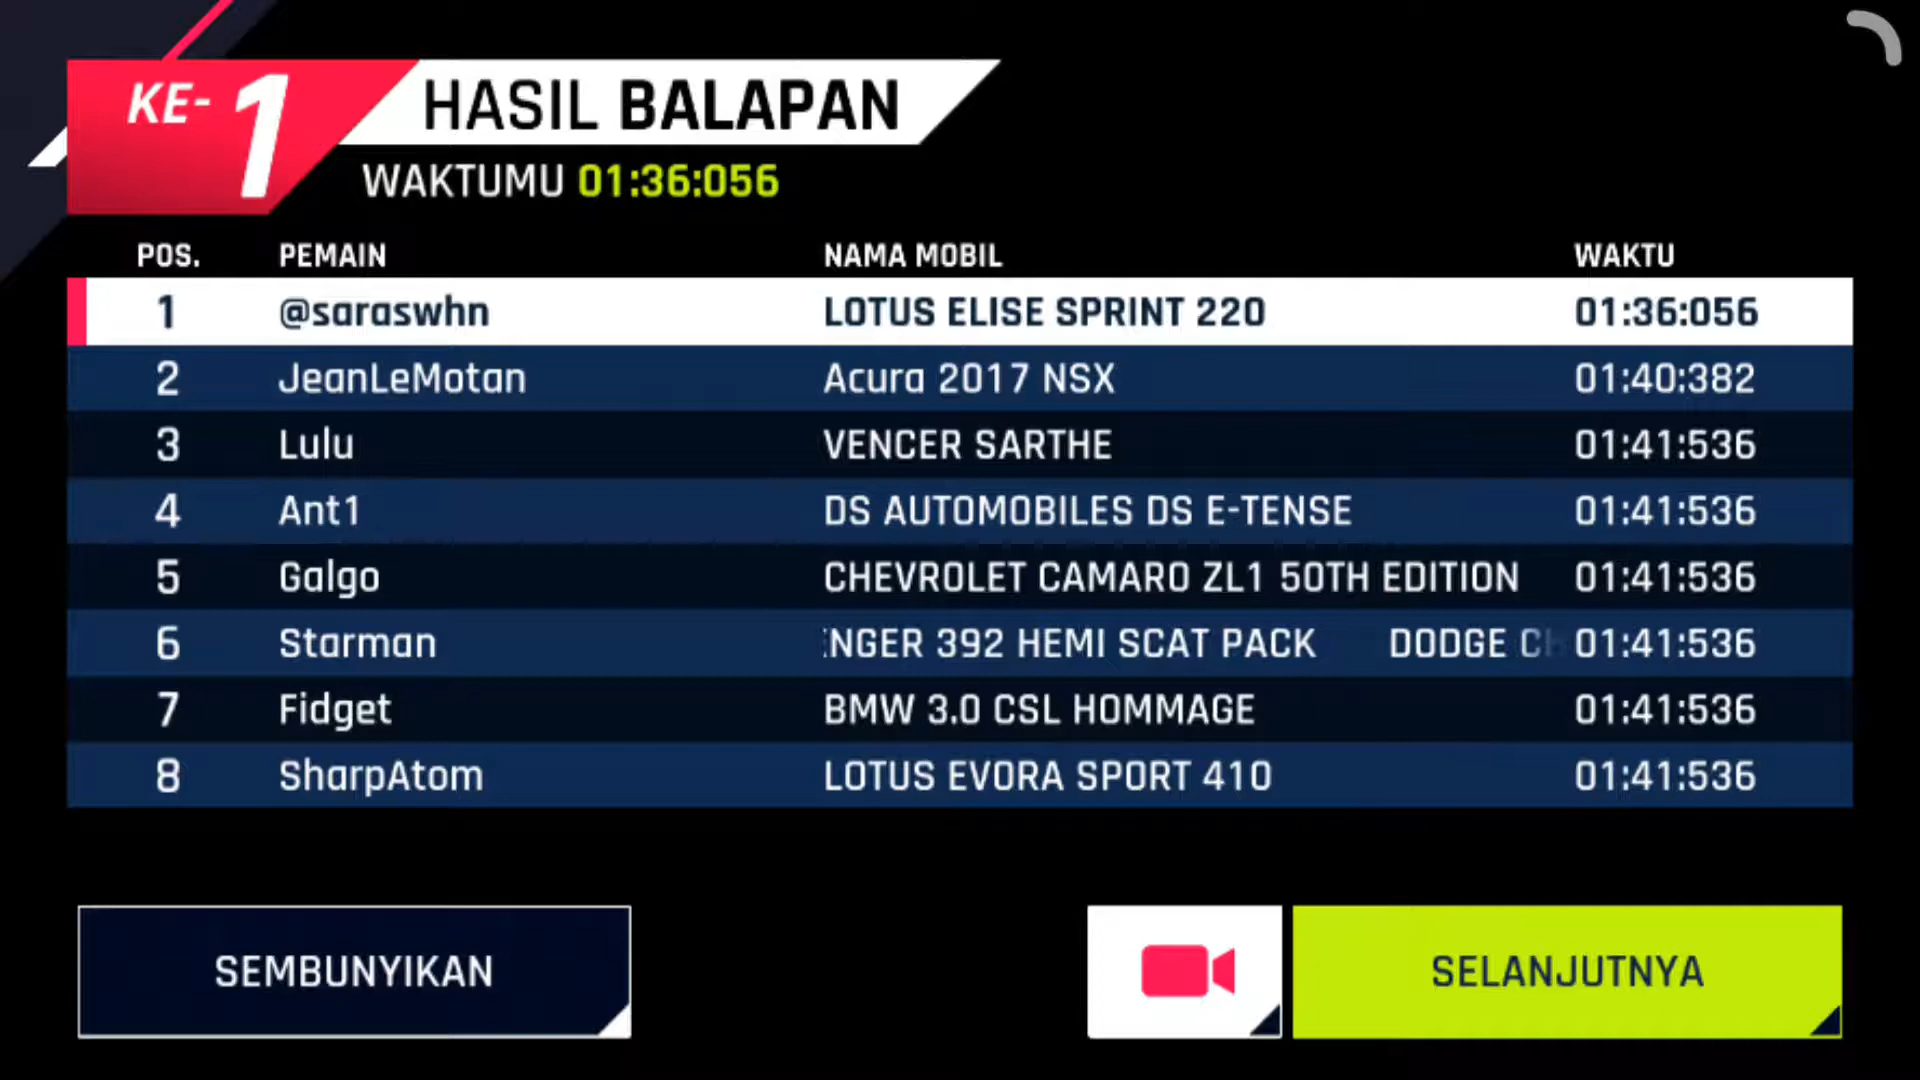 KE-1
HASIL BALAPAN
WAKTUMU 01:36:056
POS. PEMAIN NAMA MOBIL WAKTU
1 @saraswhn LOTUS ELISE SPRINT 220 01:36:056
2 JeanLeMotan Acura 2017 NSX 01:40:382
3 Lulu VENCER SARTHE 01:41:536
4 Ant1 DS AUTOMOBILES DS E-TENSE 01:41:536
5 Galgo CHEVROLET CAMARO ZL1 50TH EDITION 01:41:536
6 Starman NGER 392 HEMI SCAT PACK DODGE CH 01:41:536
7 Fidget BMW 3.0 CSL HOMMAGE 01:41:536
8 SharpAtom LOTUS EVORA SPORT 410 01:41:536
SEMBUNYIKAN SELANJUTNYA